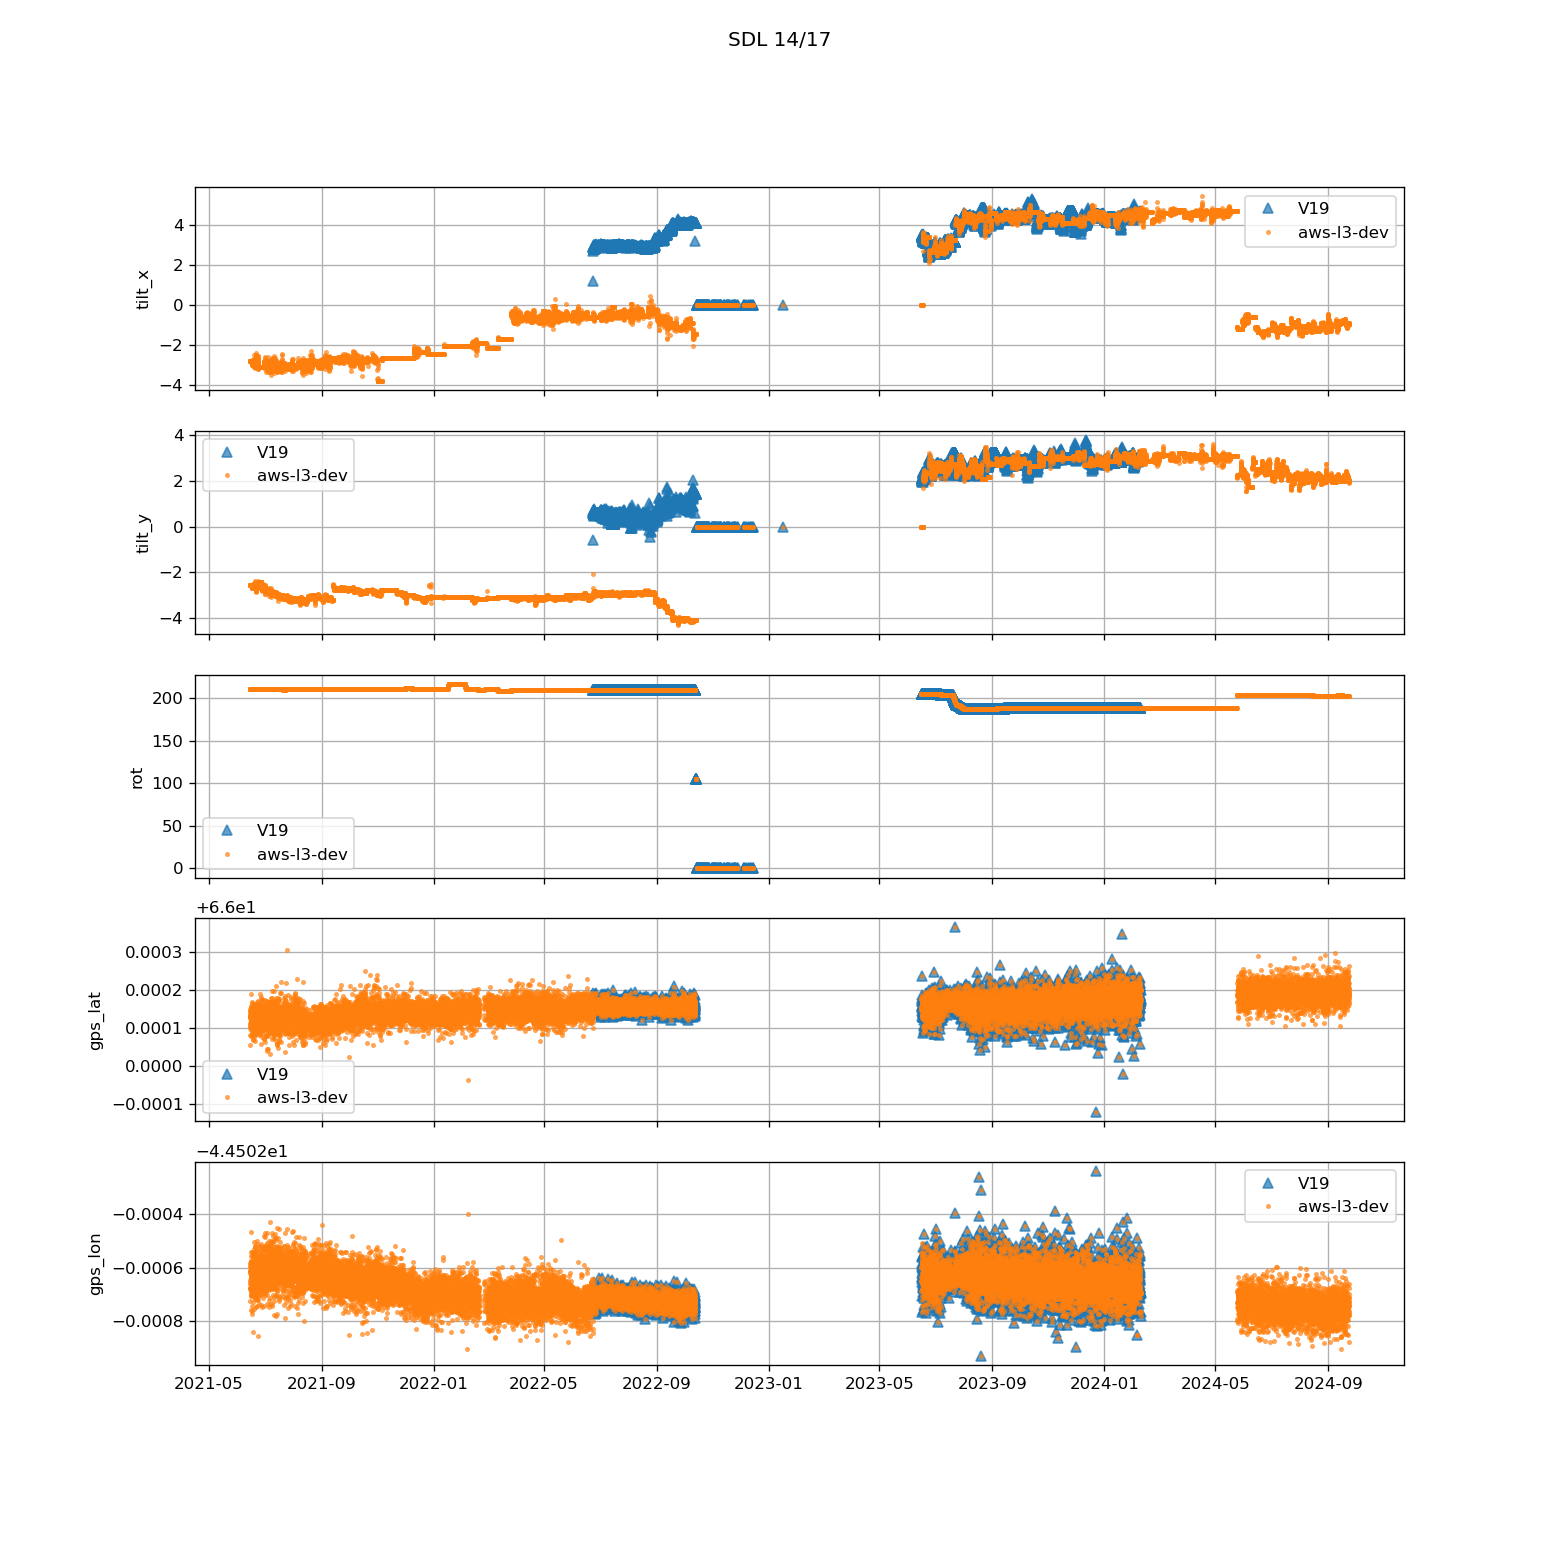 SDL 14/17
tilt_x
4
2
0
−2
−4
V19
aws-l3-dev
tilt_y
4
2
0
−2
−4
V19
aws-l3-dev
rot
200
150
100
50
0
V19
aws-l3-dev
+6.6e1
gps_lat
0.0003
0.0002
0.0001
0.0000
−0.0001
V19
aws-l3-dev
−4.4502e1
gps_lon
−0.0004
−0.0006
−0.0008
V19
aws-l3-dev
2021-05 2021-09 2022-01 2022-05 2022-09 2023-01 2023-05 2023-09 2024-01 2024-05 2024-09